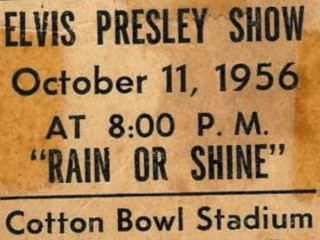 ELVIS PRESLEY SHOW
October 11, 1956
AT 8:00 P. M.
"RAIN OR SHINE"
Cotton Bowl Stadium